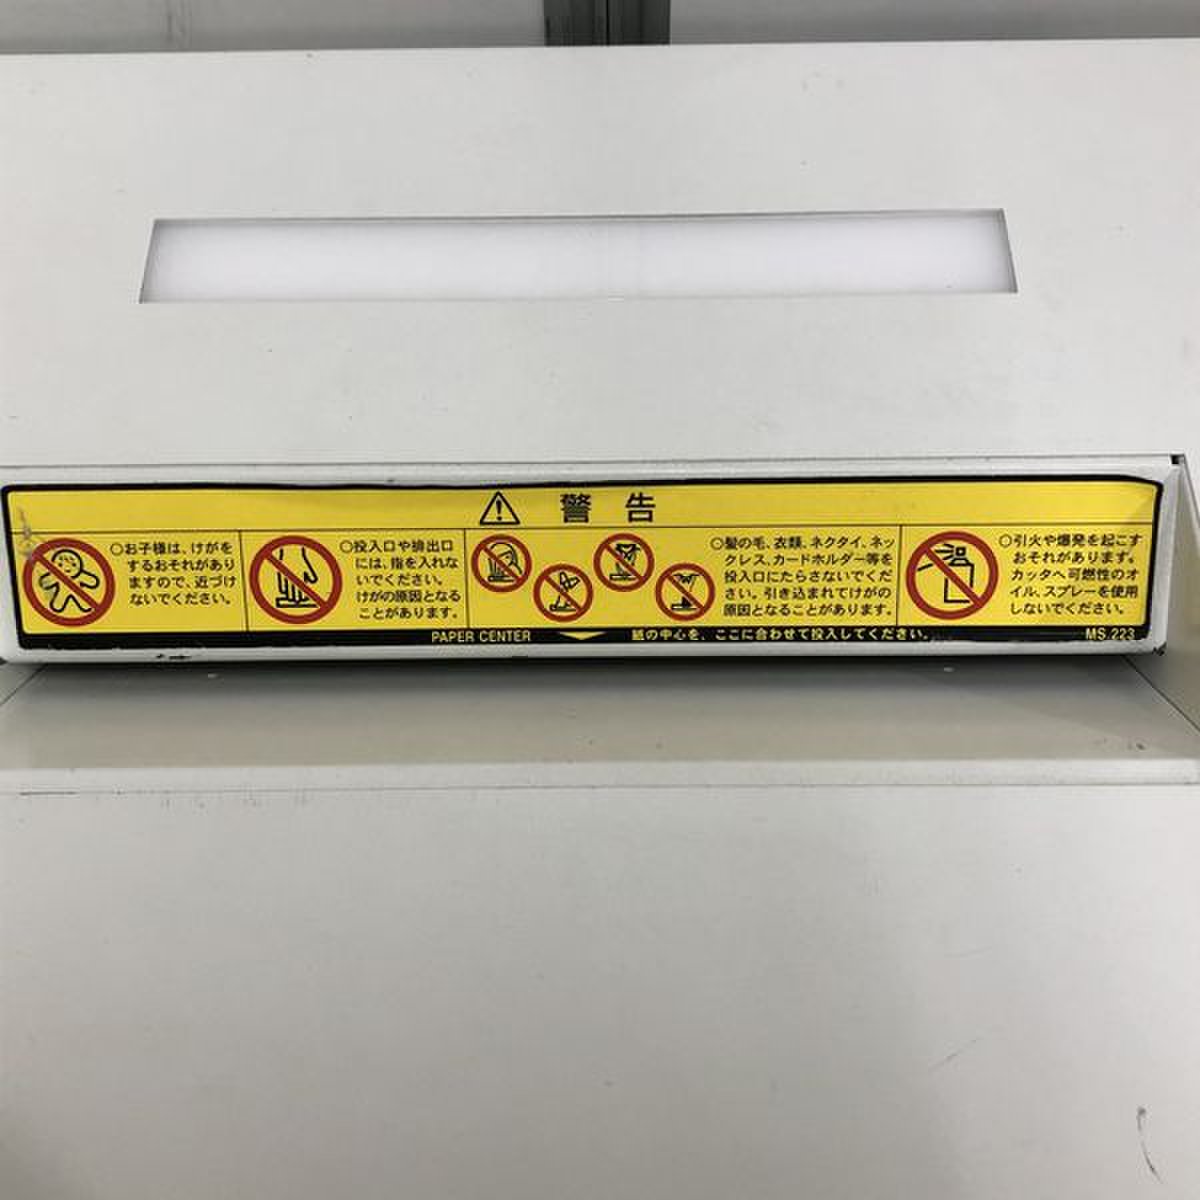 警告
○お子様は、けがを
するおそれがあり
ますので、近づけ
ないでください。
○投入口や排出口
には、指を入れな
いでください。
けがの原因となる
ことがあります。
○髪の毛、衣類、ネクタイ、ネッ
クレス、カードホルダー等を
投入口にたらさないでくだ
さい。引き込まれてけがの
原因となることがあります。
○引火や爆発を起こす
おそれがあります。
カッタへ可燃性のオ
イル、スプレーを使用
しないでください。
PAPER CENTER 紙の中心を、ここに合わせて投入してください。 MS.223